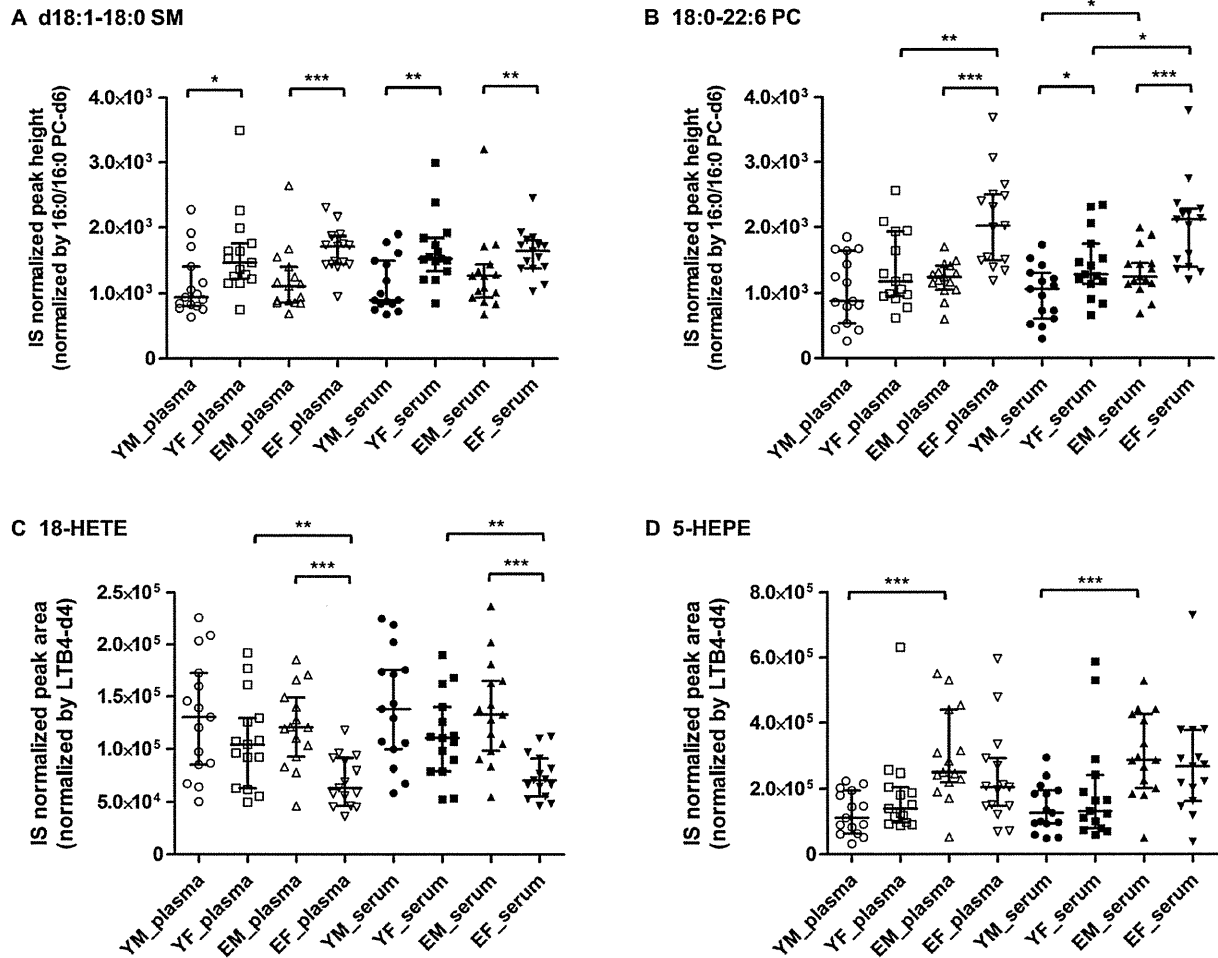 A d18:1-18:0 SM
IS normalized peak height
(normalized by 16:0/16:0 PC-d6)
* *** ** **
4.0×10³
3.0×10³
2.0×10³
1.0×10³
0
YM_plasma
YF_plasma
EM_plasma
EF_plasma
YM_serum
YF_serum
EM_serum
EF_serum
B 18:0-22:6 PC
IS normalized peak height
(normalized by 16:0/16:0 PC-d6)
*
** *
*** * ***
4.0×10³
3.0×10³
2.0×10³
1.0×10³
0
YM_plasma
YF_plasma
EM_plasma
EF_plasma
YM_serum
YF_serum
EM_serum
EF_serum
C 18-HETE
IS normalized peak area
(normalized by LTB4-d4)
** **
*** ***
2.5×10⁵
2.0×10⁵
1.5×10⁵
1.0×10⁵
5.0×10⁴
0
YM_plasma
YF_plasma
EM_plasma
EF_plasma
YM_serum
YF_serum
EM_serum
EF_serum
D 5-HEPE
IS normalized peak area
(normalized by LTB4-d4)
*** ***
8.0×10⁵
6.0×10⁵
4.0×10⁵
2.0×10⁵
0
YM_plasma
YF_plasma
EM_plasma
EF_plasma
YM_serum
YF_serum
EM_serum
EF_serum